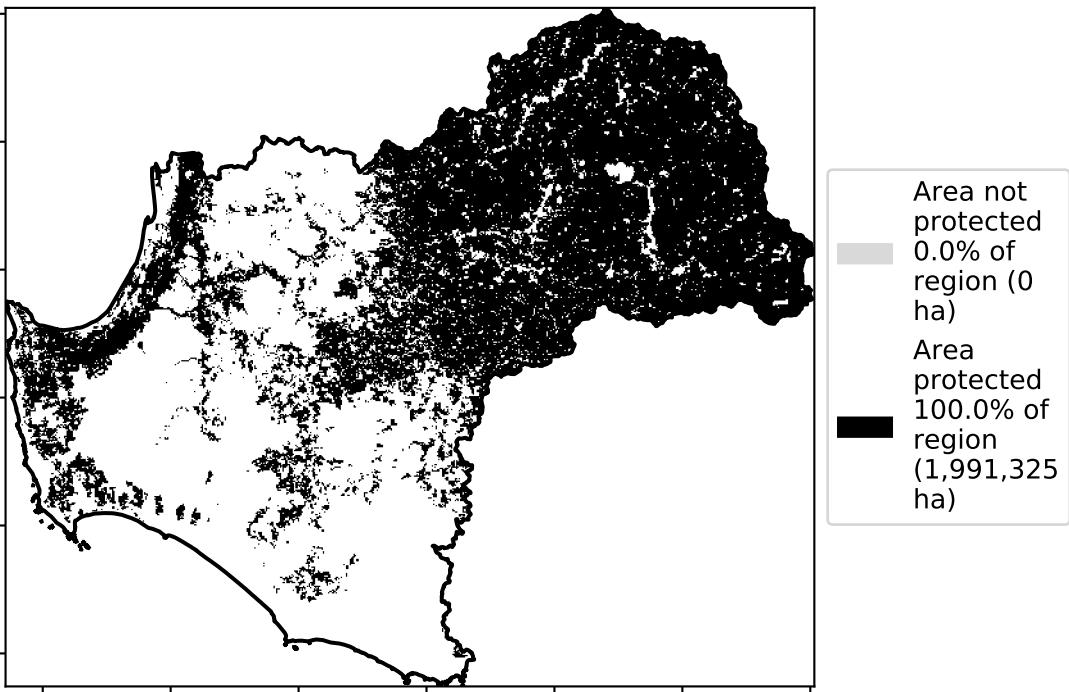 Area not
protected
0.0% of
region (0
ha)
Area
protected
100.0% of
region
(1,991,325
ha)